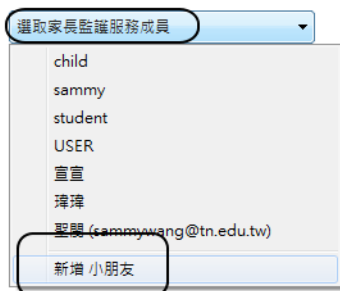 選取家長監護服務成員
child
sammy
student
USER
宣宣
瑋瑋
聖閔 (sammywang@tn.edu.tw)
新增 小朋友